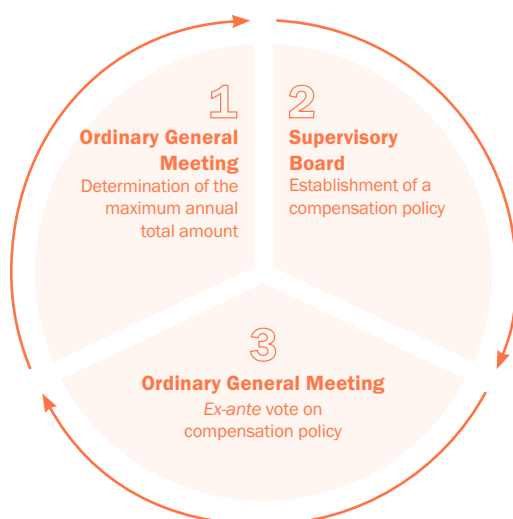 1
Ordinary General
Meeting
Determination of the
maximum annual
total amount
2
Supervisory
Board
Establishment of a
compensation policy
3
Ordinary General Meeting
Ex-ante vote on
compensation policy